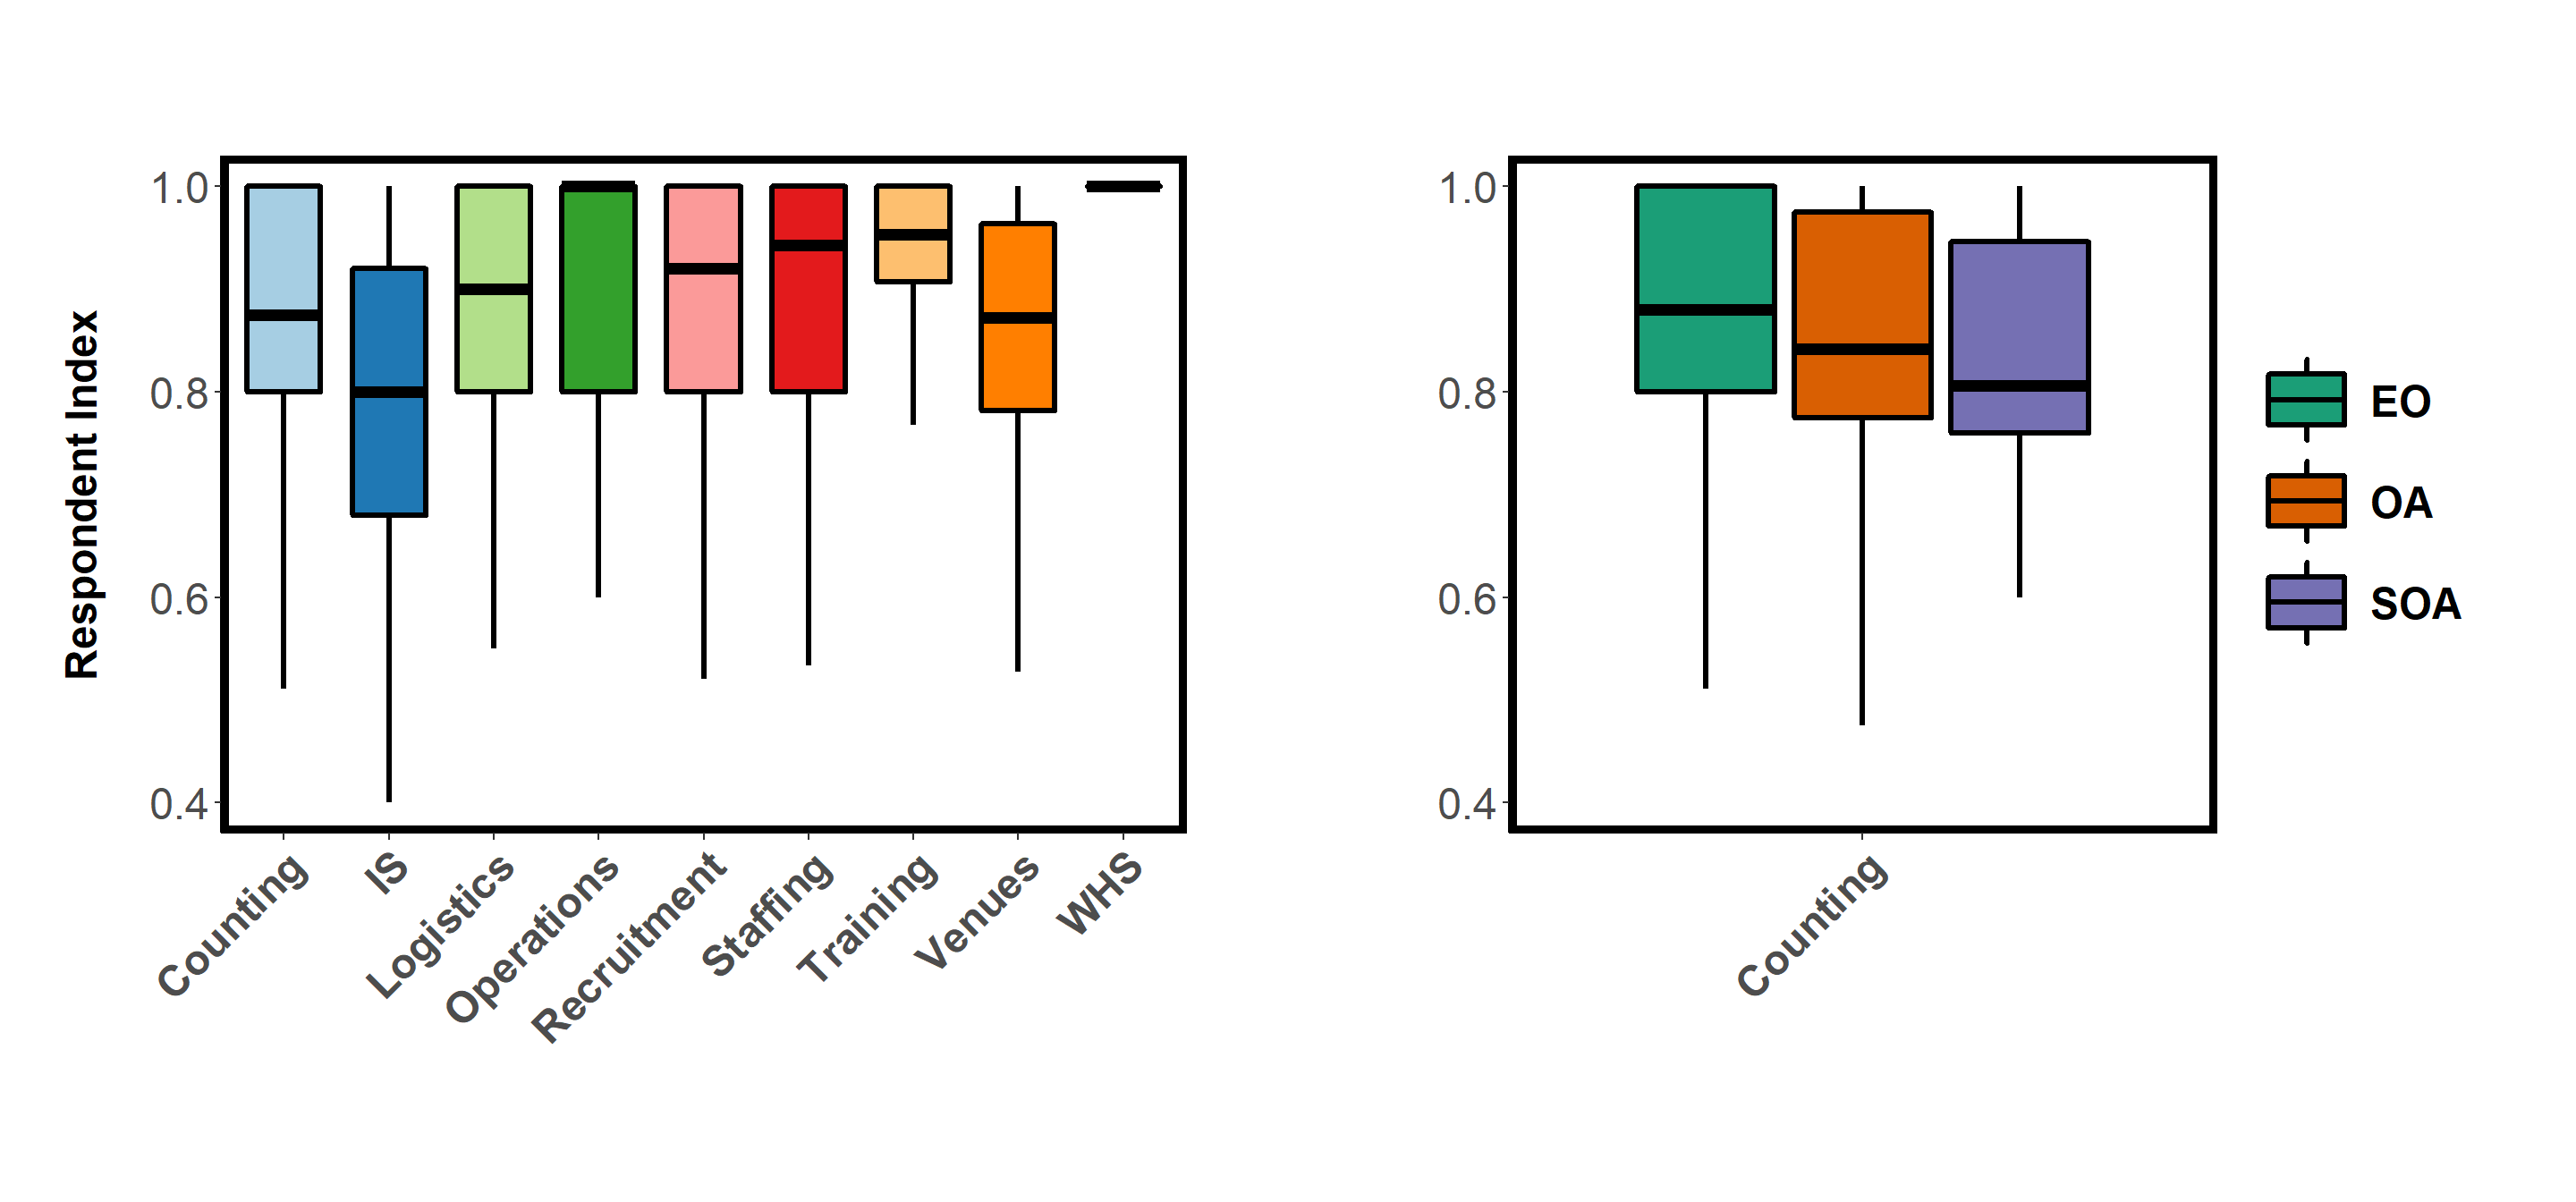 Respondent Index
1.0
0.8
0.6
0.4
Counting
IS
Logistics
Operations
Recruitment
Staffing
Training
Venues
WHS
1.0
0.8
0.6
0.4
Counting
EO
OA
SOA